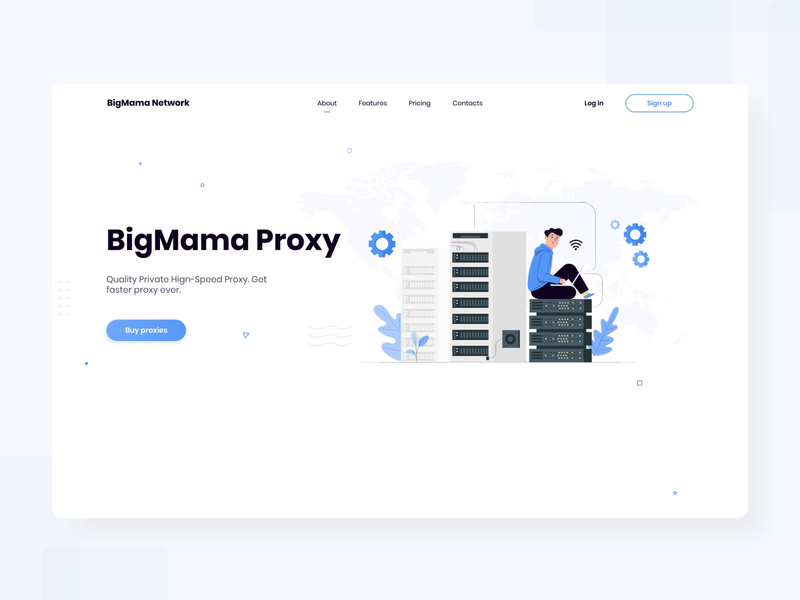 BigMama Network
About
Features
Pricing
Contacts
Log in
Sign up
BigMama Proxy
Quality Private Hign-Speed Proxy. Get
faster proxy ever.
Buy proxies